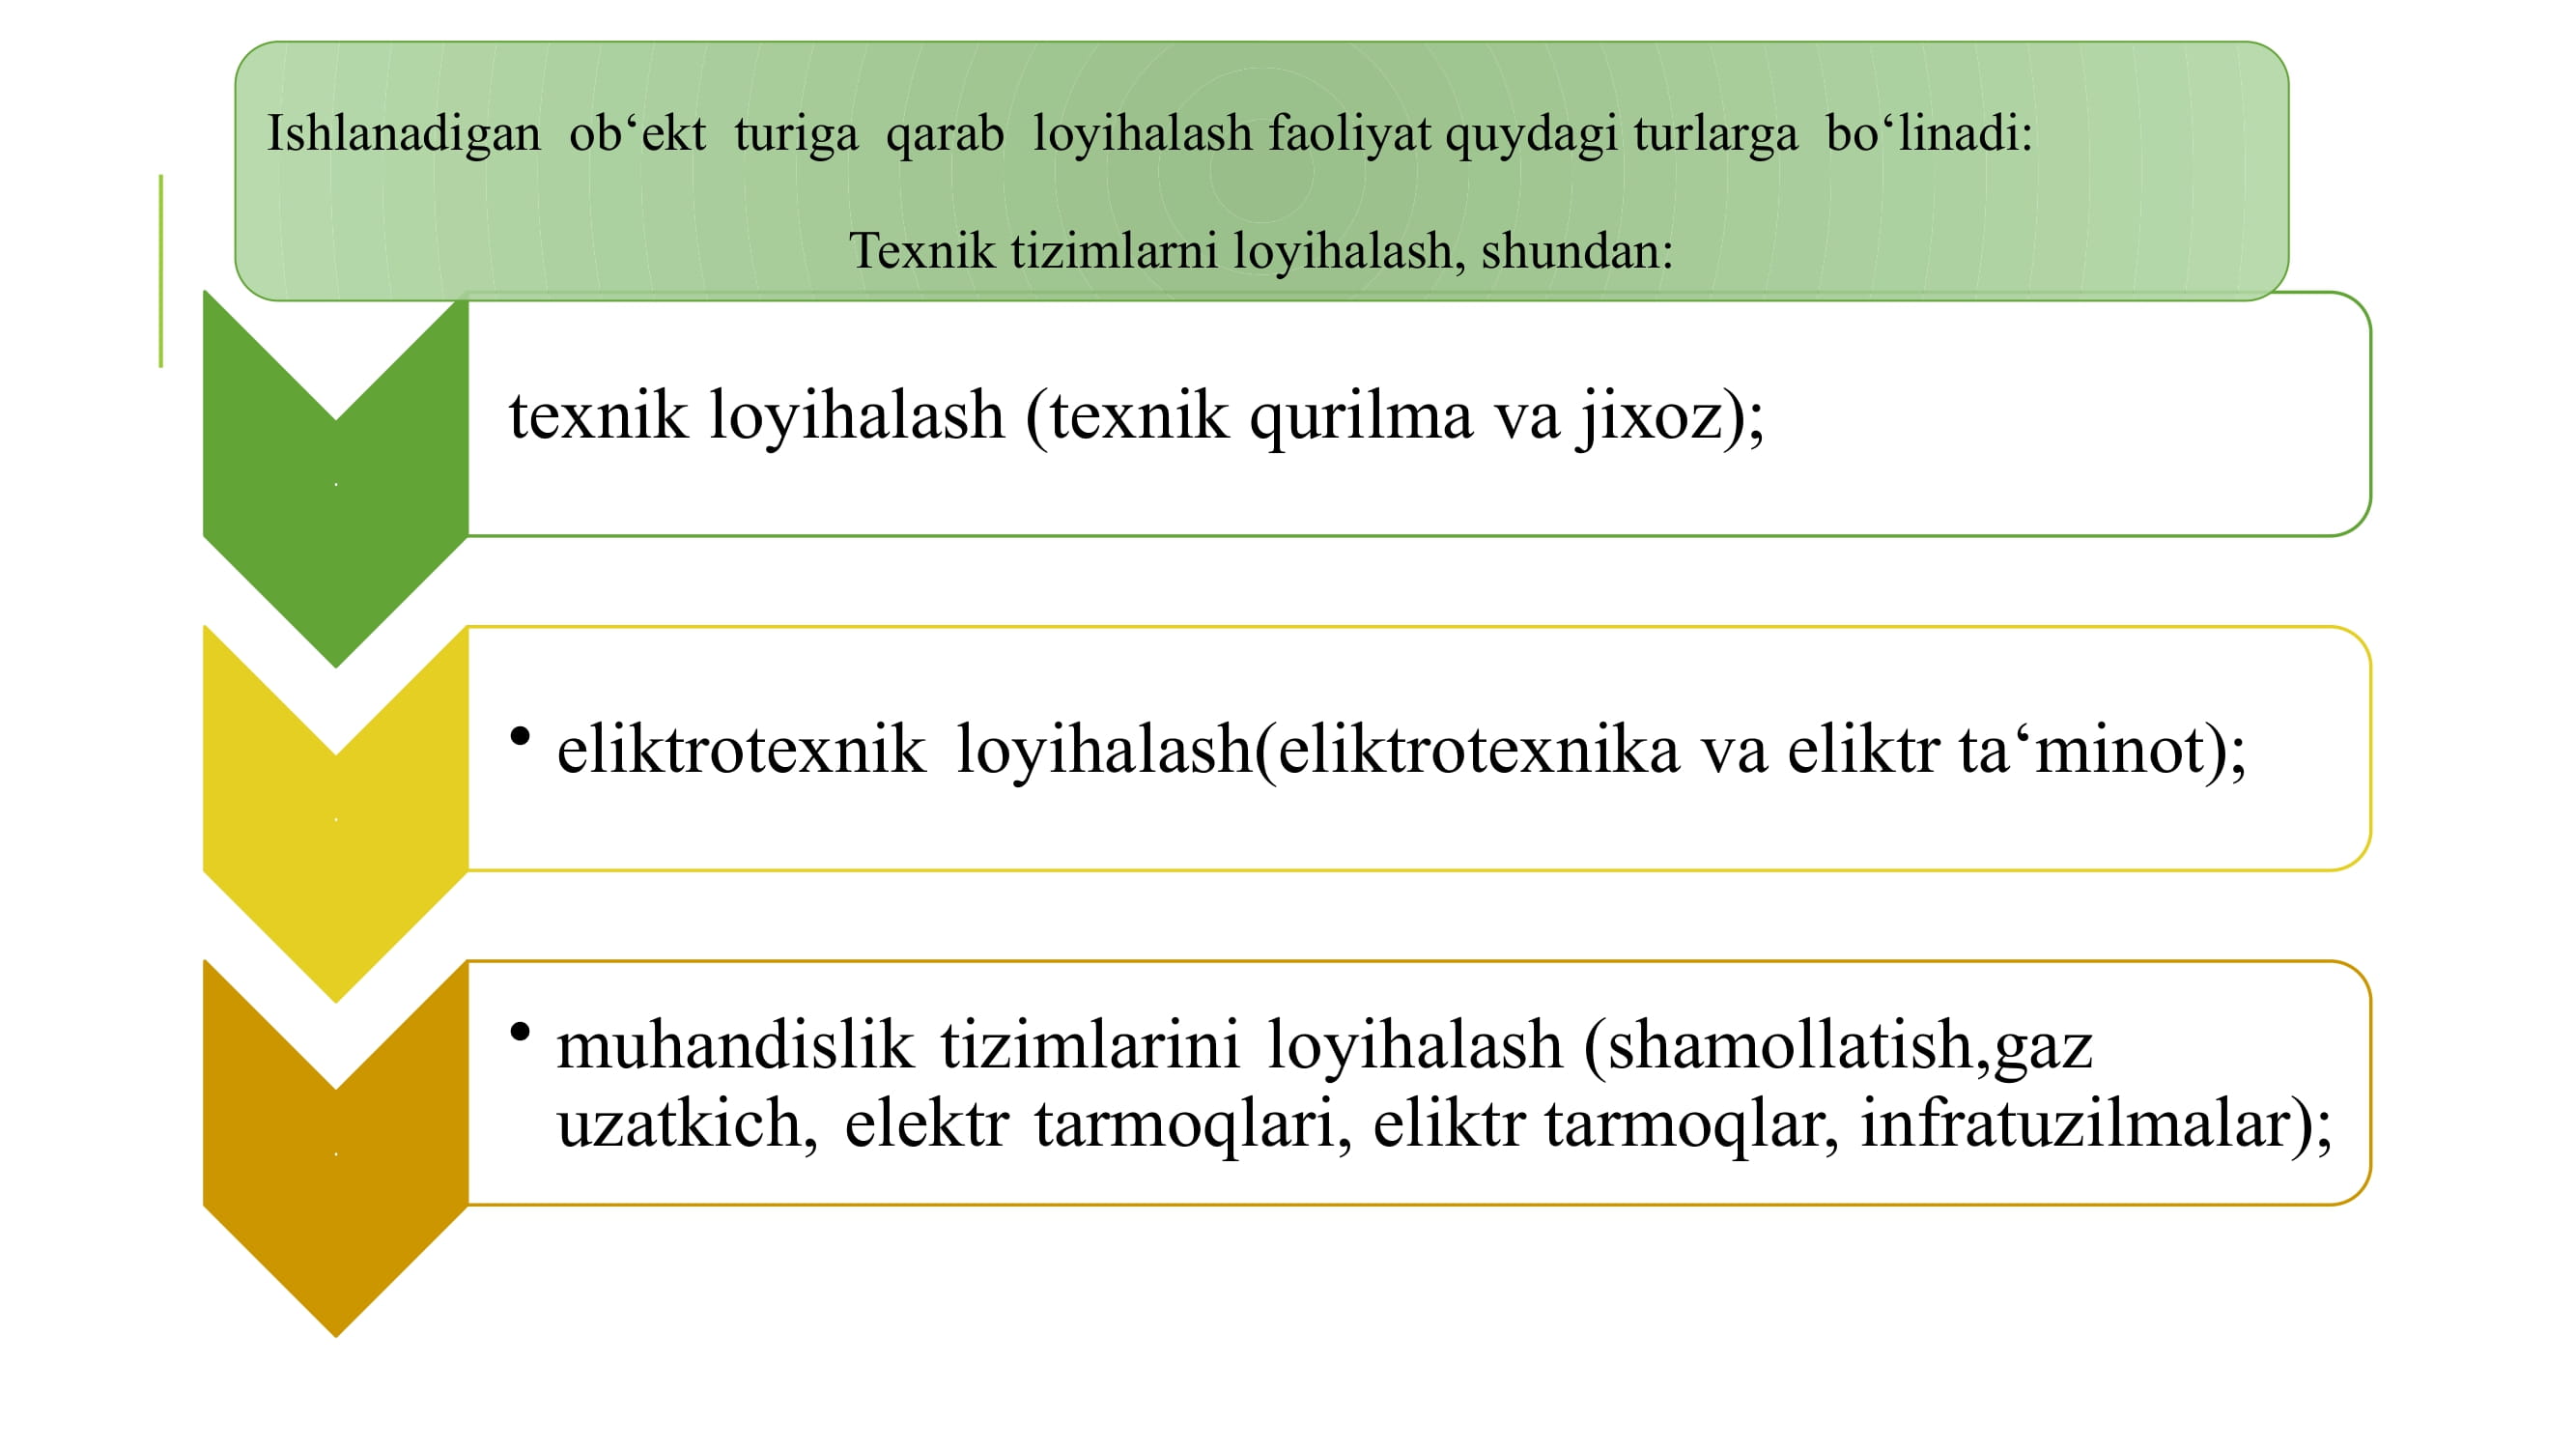 Ishlanadigan ob‘ekt turiga qarab loyihalash faoliyat quydagi turlarga bo‘linadi:
Texnik tizimlarni loyihalash, shundan:
texnik loyihalash (texnik qurilma va jixoz);
• eliktrotexnik loyihalash(eliktrotexnika va eliktr ta‘minot);
• muhandislik tizimlarini loyihalash (shamollatish,gaz
uzatkich, elektr tarmoqlari, eliktr tarmoqlar, infratuzilmalar);